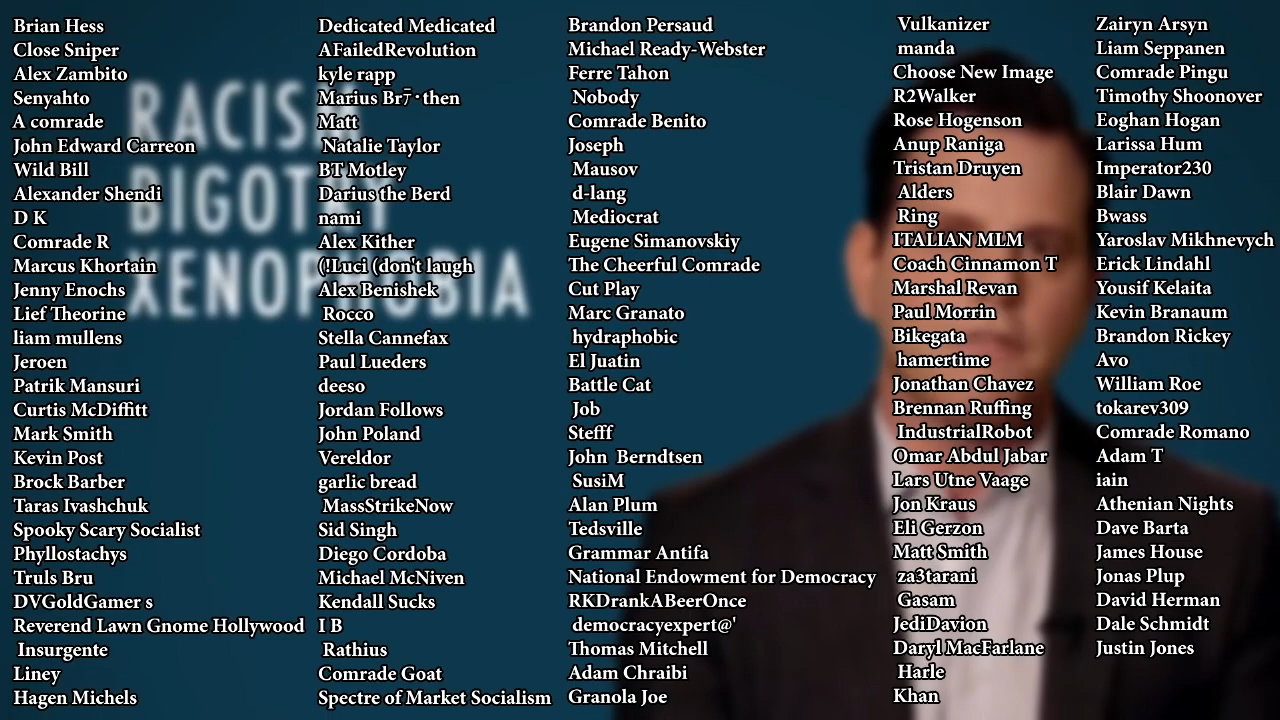 Brian Hess
Close Sniper
Alex Zambito
Senyahto
A comrade
John Edward Carreon
Wild Bill
Alexander Shendi
D K
Comrade R
Marcus Khortain
Jenny Enochs
Lief Theorine
liam mullens
Jeroen
Patrik Mansuri
Curtis McDiffitt
Mark Smith
Kevin Post
Brock Barber
Taras Ivashchuk
Spooky Scary Socialist
Phyllostachys
Truls Bru
DVGoldGamer s
Reverend Lawn Gnome Hollywood
Insurgente
Liney
Hagen Michels
Dedicated Medicated
AFailedRevolution
kyle rapp
Marius
Matt
Natalie Taylor
BT Motley
Darius the Berd
nami
Alex Kither
(!Luci (don't laugh
Alex Benishek
Rocco
Stella Cannefax
Paul Lueders
deeso
Jordan Follows
John Poland
Vereldor
garlic bread
MassStrikeNow
Sid Singh
Diego Cordoba
Michael McNiven
Kendall Sucks
I B
Rathius
Comrade Goat
Spectre of Market Socialism
Brandon Persaud
Michael Ready-Webster
Ferre Tahon
Nobody
Comrade Benito
Joseph
Mausov
d-lang
Mediocrat
Eugene Simanovskiy
The Cheerful Comrade
Cut Play
Marc Granato
hydraphobic
El Juatin
Battle Cat
Job
Stefff
John Berndtsen
SusiM
Alan Plum
Tedsville
Grammar Antifa
National Endowment for Democracy
RKDrankABeerOnce
democracyexpert@'
Thomas Mitchell
Adam Chraibi
Granola Joe
Vulkanizer
manda
Choose New Image
R2Walker
Rose Hogenson
Anup Raniga
Tristan Druyen
Alders
Ring
ITALIAN MLM
Coach Cinnamon T
Marshal Revan
Paul Morrin
Bikegata
hamertime
Jonathan Chavez
Brennan Ruffing
IndustrialRobot
Omar Abdul Jabar
Lars Utne Vaage
Jon Kraus
Eli Gerzon
Matt Smith
za3tarani
Gasam
JediDavion
Daryl MacFarlane
Harle
Khan
Zairyn Arsyn
Liam Seppanen
Comrade Pingu
Timothy Shoonover
Eoghan Hogan
Larissa Hum
Imperator230
Blair Dawn
Bwass
Yaroslav Mikhnevych
Erick Lindahl
Yousif Kelaita
Kevin Branaum
Brandon Rickey
Avo
William Roe
tokarev309
Comrade Romano
Adam T
iain
Athenian Nights
Dave Barta
James House
Jonas Plup
David Herman
Dale Schmidt
Justin Jones
RACISM
BIGOTRY
XENOPHOBIA